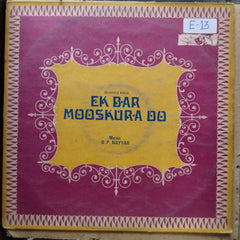 E-13
EK BAR
MOOSKURA DO
Music
O. P. NAYYAR